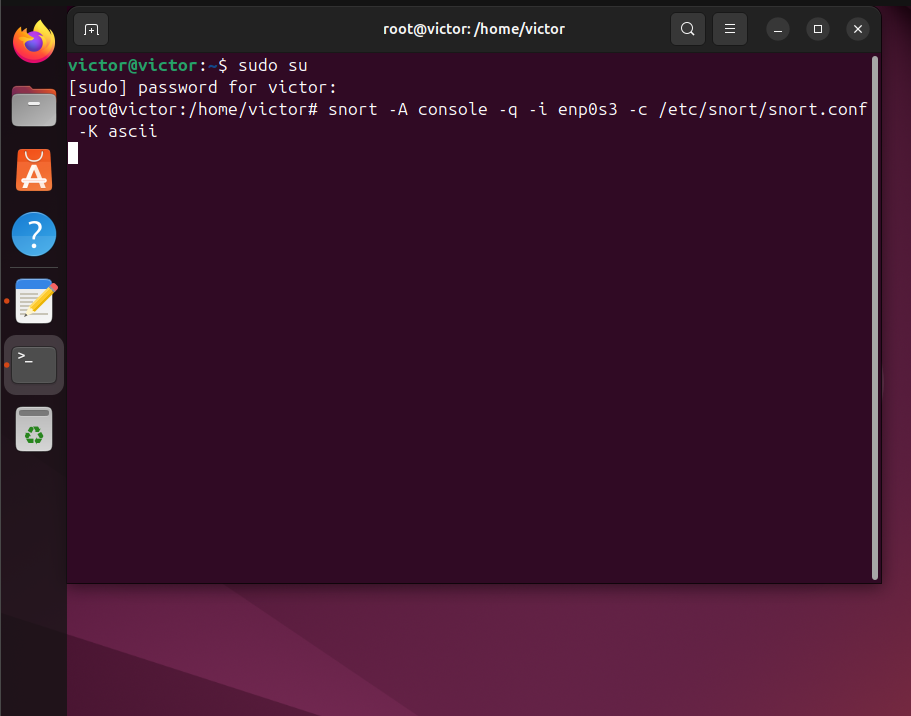 root@victor: /home/victor
victor@victor:~$ sudo su
[sudo] password for victor:
root@victor:/home/victor# snort -A console -q -i enp0s3 -c /etc/snort/snort.conf
 -K ascii